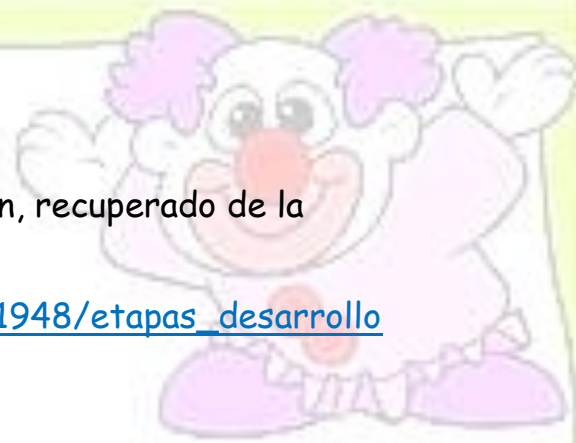 n, recuperado de la
1948/etapas_desarrollo